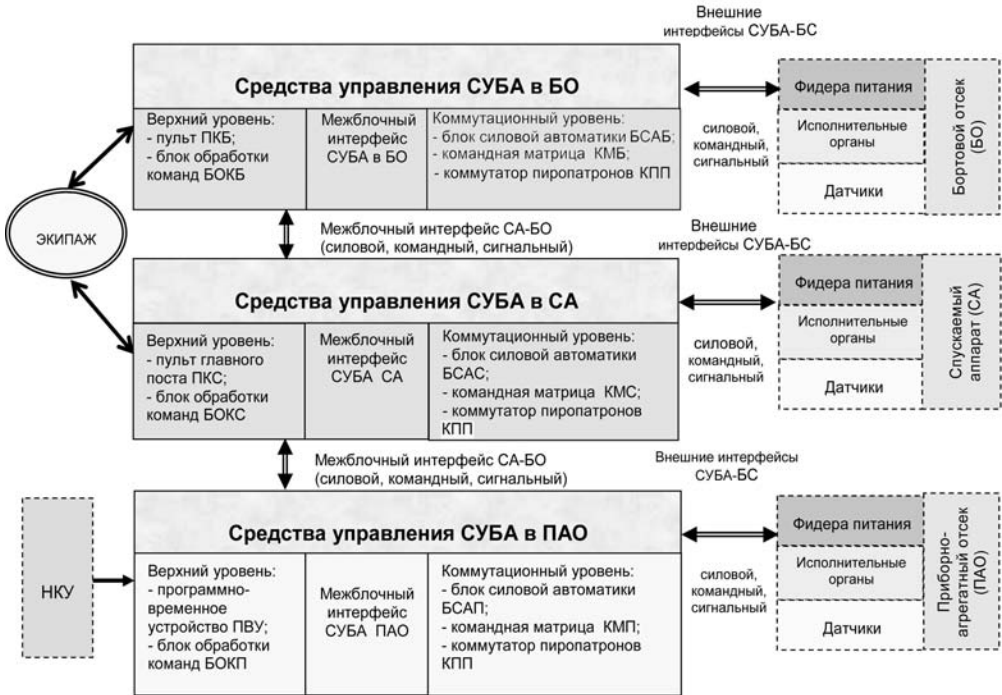 Внешние
интерфейсы СУБА-БС
Средства управления СУБА в БО
Верхний уровень:
- пульт ПКБ;
- блок обработки
команд БОКБ
Межблочный
интерфейс
СУБА в БО
Коммутационный уровень:
- блок силовой автоматики БСАБ;
- командная матрица КМБ;
- коммутатор пиропатронов КПП
силовой,
командный,
сигнальный
Фидера питания
Исполнительные
органы
Датчики
Бортовой отсек
(БО)
ЭКИПАЖ
Межблочный интерфейс СА-БО
(силовой, командный, сигнальный)
Внешние
интерфейсы СУБА-БС
Средства управления СУБА в СА
Верхний уровень:
- пульт главного
поста ПКС;
- блок обработки
команд БОКС
Межблочный
интерфейс
СУБА СА
Коммутационный уровень:
- блок силовой автоматики
БСАС;
- командная матрица КМС;
- коммутатор пиропатронов
КПП
силовой,
командный,
сигнальный
Фидера питания
Исполнительные
органы
Датчики
Спускаемый
аппарат (СА)
Межблочный интерфейс СА-БО
(силовой, командный, сигнальный)
Внешние интерфейсы
СУБА-БС
Средства управления СУБА в ПАО
НКУ
Верхний уровень:
- программно-
временное
устройство ПВУ;
- блок обработки
команд БОКП
Межблочный
интерфейс
СУБА ПАО
Коммутационный уровень:
- блок силовой автоматики
БСАП;
- командная матрица КМП;
- коммутатор пиропатронов
КПП
силовой,
командный,
сигнальный
Фидера питания
Исполнительные
органы
Датчики
Приборно-
агрегатный отсек
(ПАО)